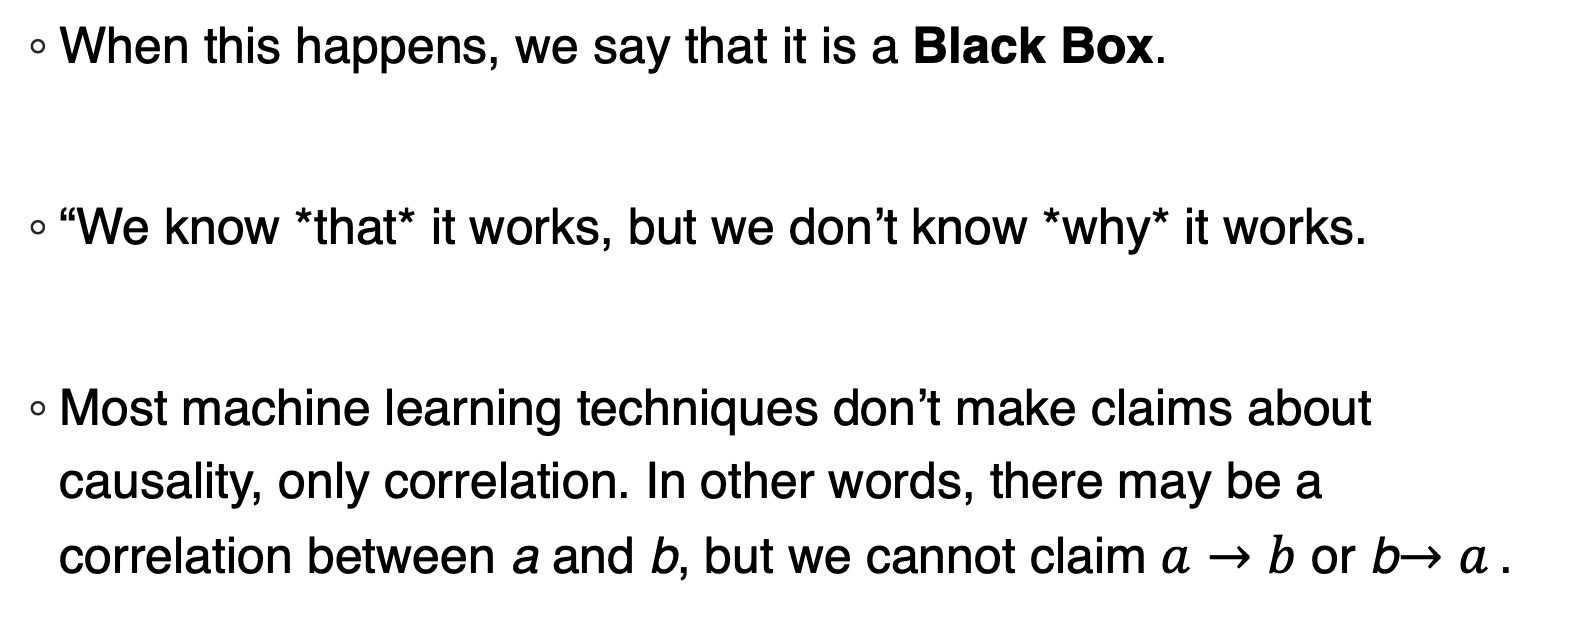 ◦ When this happens, we say that it is a Black Box.
◦ “We know *that* it works, but we don’t know *why* it works.
◦ Most machine learning techniques don’t make claims about
causality, only correlation. In other words, there may be a
correlation between a and b, but we cannot claim a → b or b→ a .